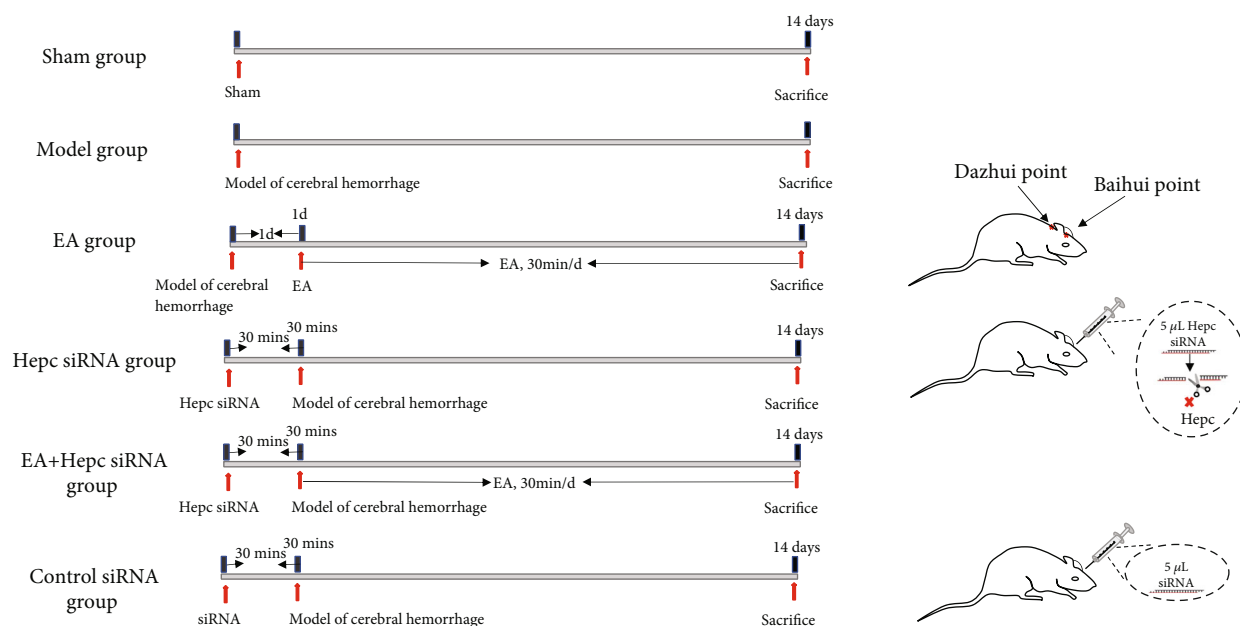 14 days
Sham group
Sham
Sacrifice
Model group
Model of cerebral hemorrhage
Sacrifice
1d
14 days
EA group
1d
EA, 30min/d
Model of cerebral
hemorrhage
EA
Sacrifice
Dazhui point
Baihui point
30 mins
30 mins
14 days
Hepc siRNA group
Hepc siRNA
Model of cerebral hemorrhage
Sacrifice
5 μL Hepc
siRNA
Hepc
30 mins
30 mins
14 days
EA+Hepc siRNA
group
EA, 30min/d
Hepc siRNA
Model of cerebral hemorrhage
Sacrifice
30 mins
30 mins
14 days
Control siRNA
group
siRNA
Model of cerebral hemorrhage
Sacrifice
5 μL
siRNA